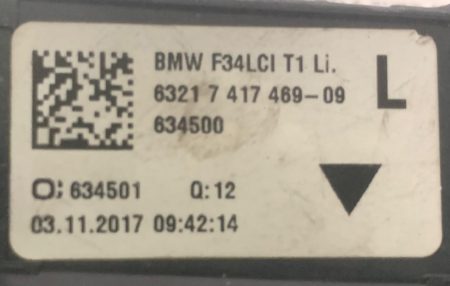 BMW F34LCI T1 Li.
6321 7 417 469-09
L
634500
O: 634501 Q:12
03.11.2017 09:42:14